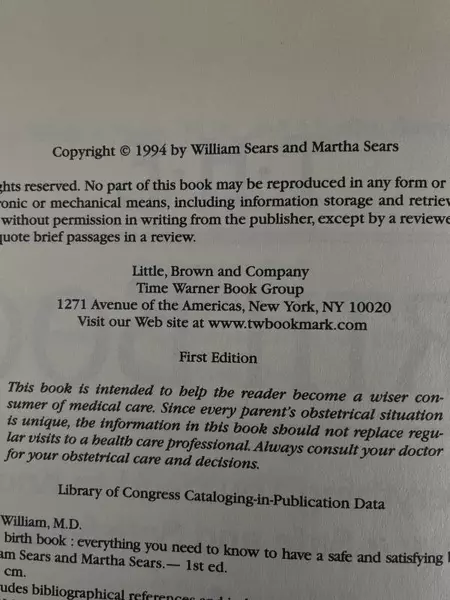 Copyright © 1994 by William Sears and Martha Sears
ghts reserved. No part of this book may be reproduced in any form or
ronic or mechanical means, including information storage and retriev
without permission in writing from the publisher, except by a reviewe
quote brief passages in a review.
Little, Brown and Company
Time Warner Book Group
1271 Avenue of the Americas, New York, NY 10020
Visit our Web site at www.twbookmark.com
First Edition
This book is intended to help the reader become a wiser con-
sumer of medical care. Since every parent's obstetrical situation
is unique, the information in this book should not replace regu-
lar visits to a health care professional. Always consult your doctor
for your obstetrical care and decisions.
Library of Congress Cataloging-in-Publication Data
William, M.D.
birth book : everything you need to know to have a safe and satisfying b
am Sears and Martha Sears.— 1st ed.
cm.
udes bibliographical references and